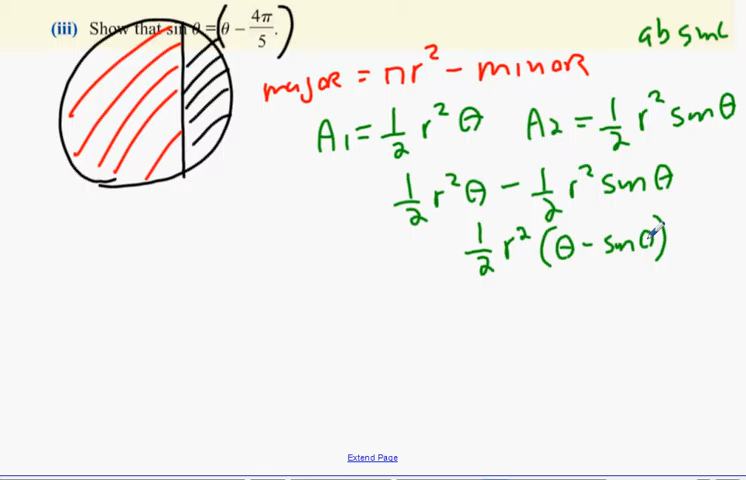 (iii) Show that sin θ = (θ − 4π/5.)
ab sin C
major = πr² − minor
A₁ = 1/2 r² θ A₂ = 1/2 r² sin θ
1/2 r² θ − 1/2 r² sin θ
1/2 r² (θ − sin θ)
Extend Page